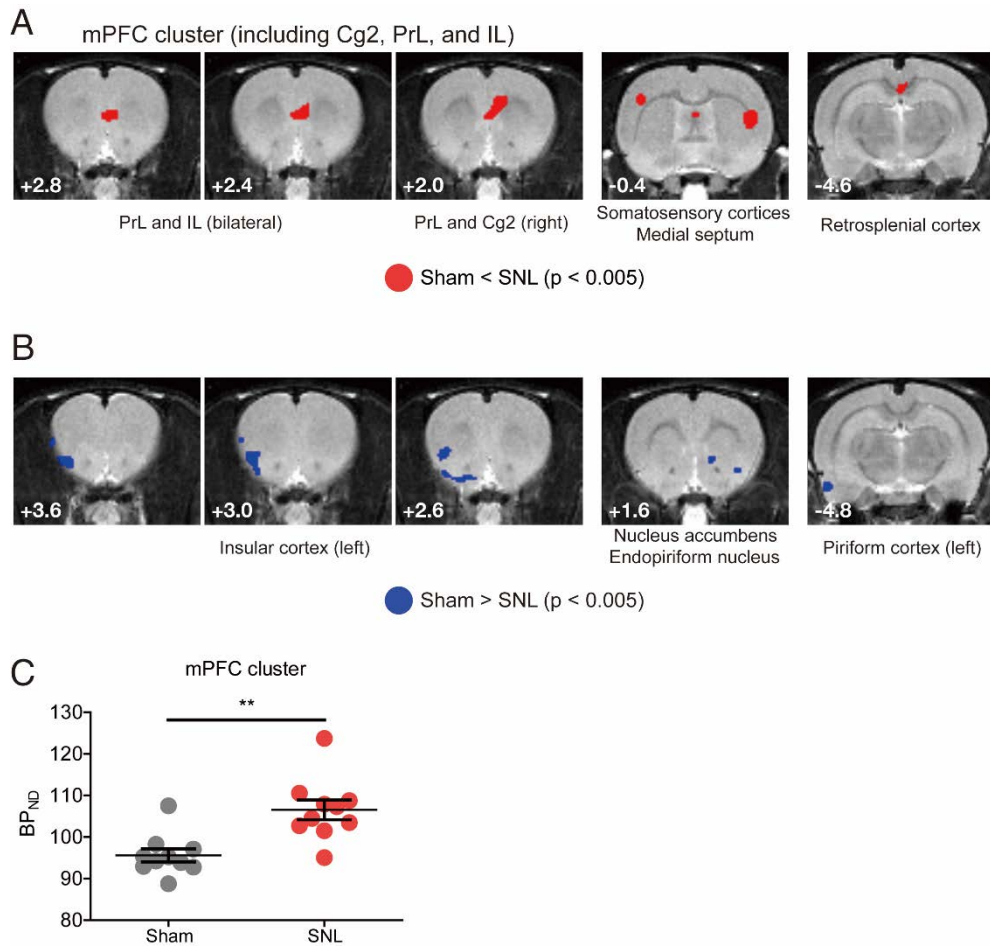 A
mPFC cluster (including Cg2, PrL, and IL)
+2.8
+2.4
+2.0
-0.4
-4.6
PrL and IL (bilateral)
PrL and Cg2 (right)
Somatosensory cortices
Medial septum
Retrosplenial cortex
Sham < SNL (p < 0.005)
B
+3.6
+3.0
+2.6
+1.6
-4.8
Insular cortex (left)
Nucleus accumbens
Endopiriform nucleus
Piriform cortex (left)
Sham > SNL (p < 0.005)
C
mPFC cluster
**
130
120
110
100
90
80
BPND
Sham
SNL